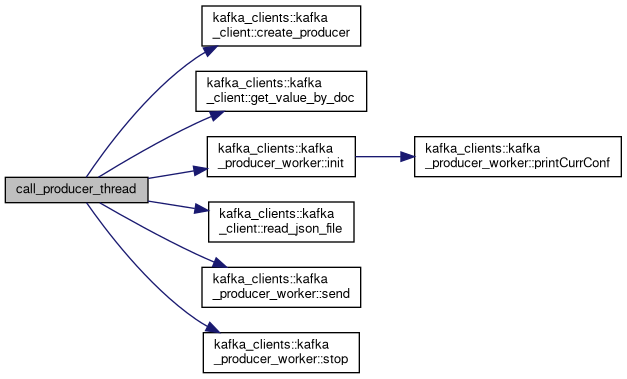 kafka_clients::kafka
_client::create_producer
kafka_clients::kafka
_client::get_value_by_doc
kafka_clients::kafka
_producer_worker::init
kafka_clients::kafka
_producer_worker::printCurrConf
call_producer_thread
kafka_clients::kafka
_client::read_json_file
kafka_clients::kafka
_producer_worker::send
kafka_clients::kafka
_producer_worker::stop